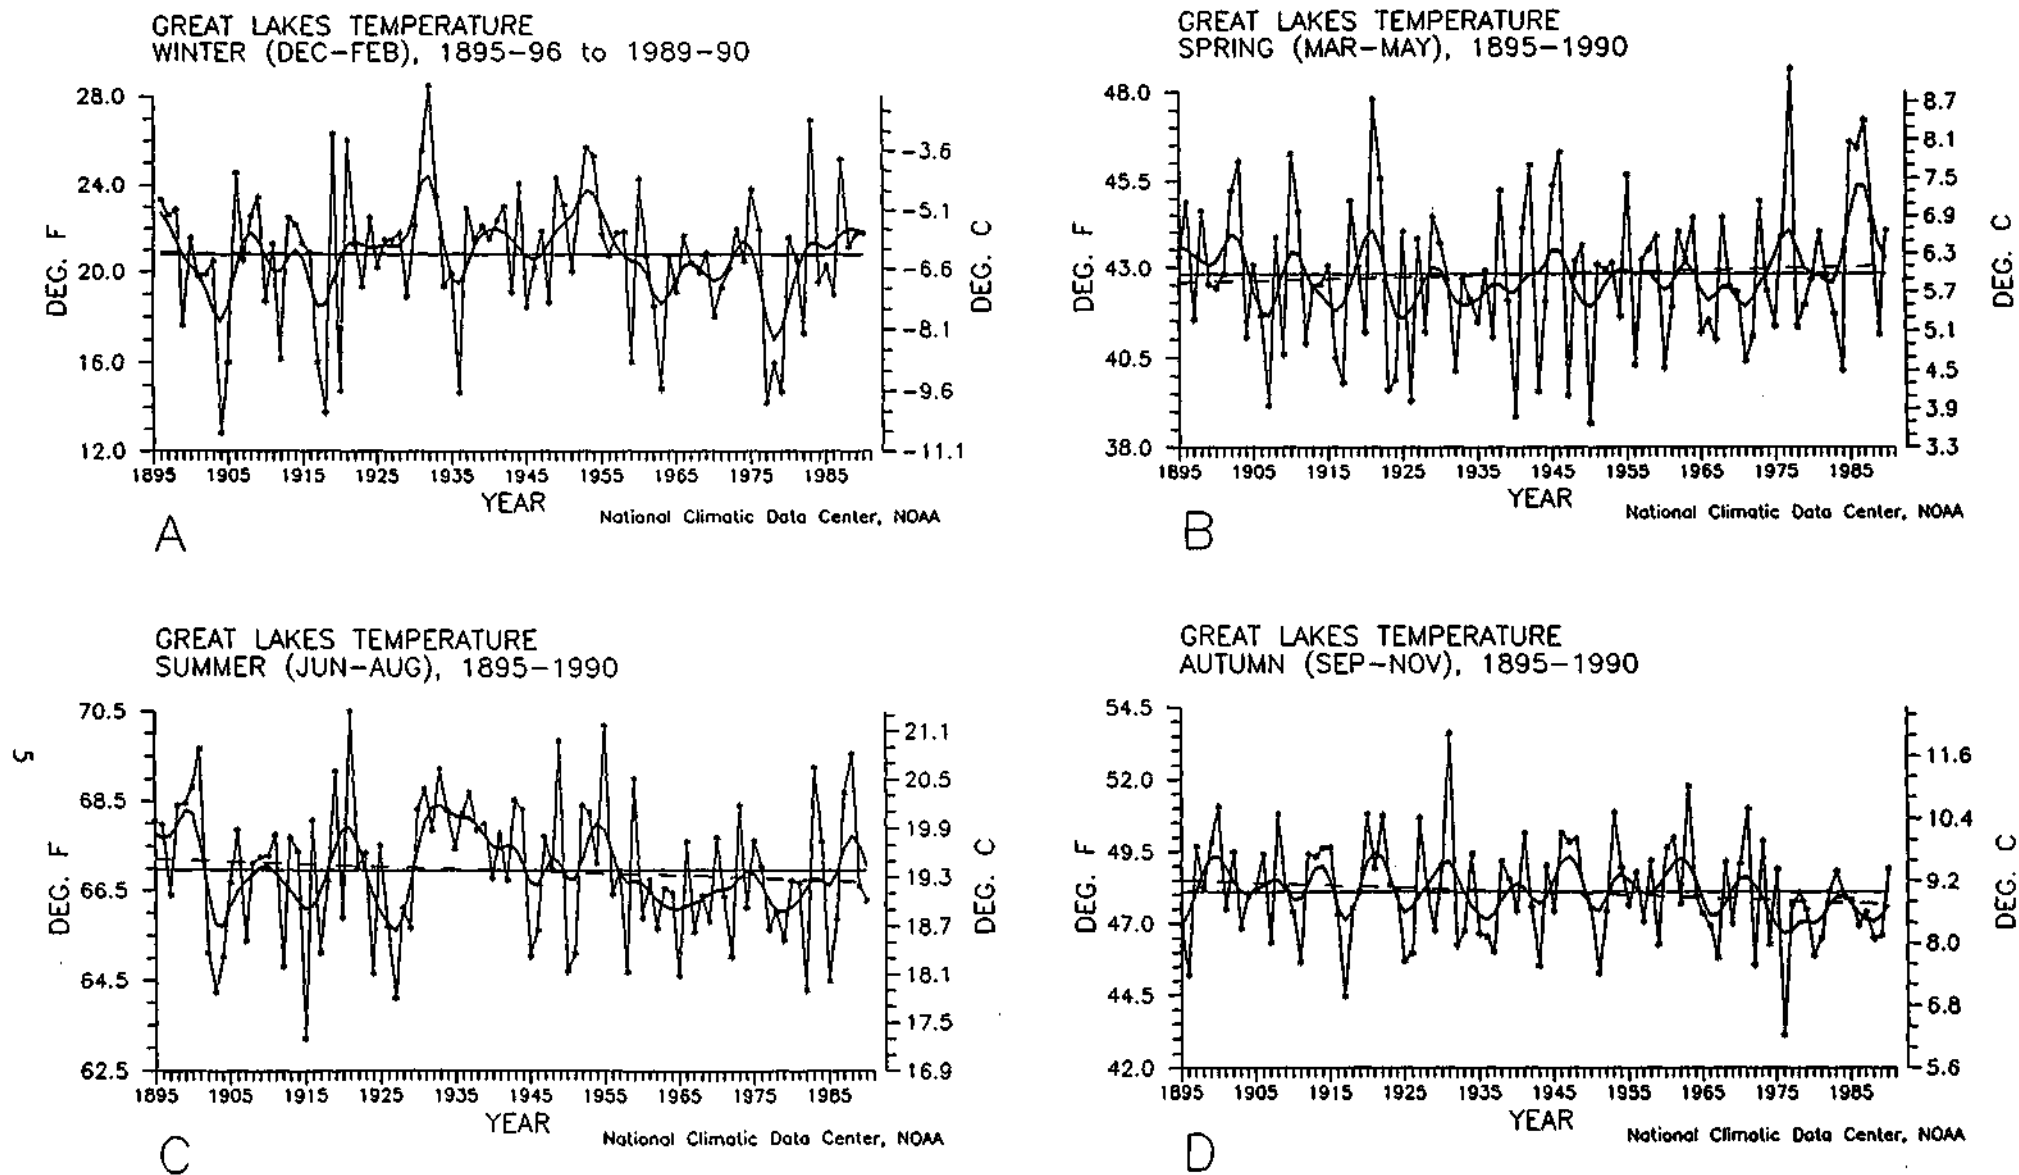 GREAT LAKES TEMPERATURE
WINTER (DEC-FEB), 1895-96 to 1989-90
28.0
24.0
20.0
16.0
12.0
DEG. F
-3.6
-5.1
-6.6
-8.1
-9.6
-11.1
DEG. C
1895 1905 1915 1925 1935 1945 1955 1965 1975 1985
YEAR
National Climatic Data Center, NOAA
A
GREAT LAKES TEMPERATURE
SPRING (MAR-MAY), 1895-1990
48.0
45.5
43.0
40.5
38.0
DEG. F
8.7
8.1
7.5
6.9
6.3
5.7
5.1
4.5
3.9
3.3
DEG. C
1895 1905 1915 1925 1935 1945 1955 1965 1975 1985
YEAR
National Climatic Data Center, NOAA
B
GREAT LAKES TEMPERATURE
SUMMER (JUN-AUG), 1895-1990
70.5
68.5
66.5
64.5
62.5
DEG. F
21.1
20.5
19.9
19.3
18.7
18.1
17.5
16.9
DEG. C
1895 1905 1915 1925 1935 1945 1955 1965 1975 1985
YEAR
National Climatic Data Center, NOAA
C
5
GREAT LAKES TEMPERATURE
AUTUMN (SEP-NOV), 1895-1990
54.5
52.0
49.5
47.0
44.5
42.0
DEG. F
11.6
10.4
9.2
8.0
6.8
5.6
DEG. C
1895 1905 1915 1925 1935 1945 1955 1965 1975 1985
YEAR
National Climatic Data Center, NOAA
D